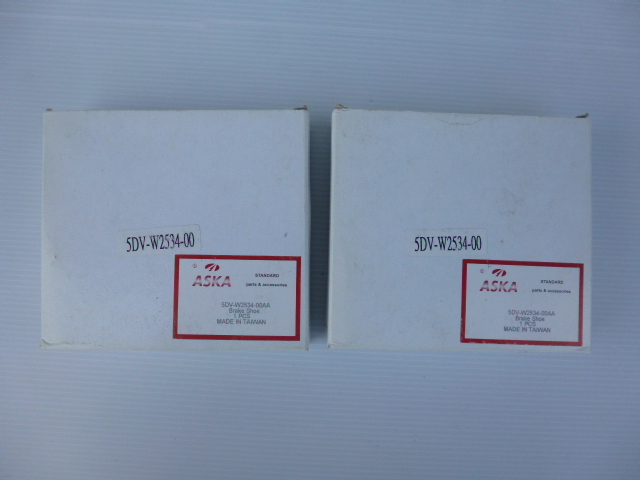 5DV-W2534-00
ASKA
STANDARD
parts & accessories
5DV-W2534-00AA
Brake Shoe
1 PCS
MADE IN TAIWAN
5DV-W2534-00
ASKA
STANDARD
parts & accessories
5DV-W2534-00AA
Brake Shoe
1 PCS
MADE IN TAIWAN